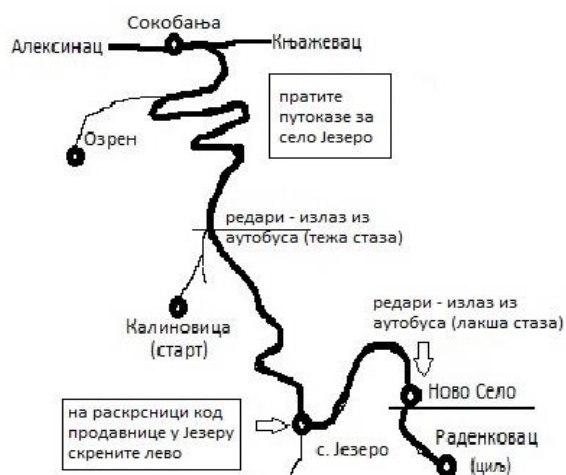 Сокобања
Алексинац
Књажевац
пратите
путоказе за
село Језеро
Озрен
редари - излаз из
аутобуса (тежа стаза)
Калиновица
(старт)
редари - излаз из
аутобуса (лакша стаза)
Ново Село
на раскрсници код
продавнице у Језеру
скрените лево
с. Језеро
Раденковац
(циљ)